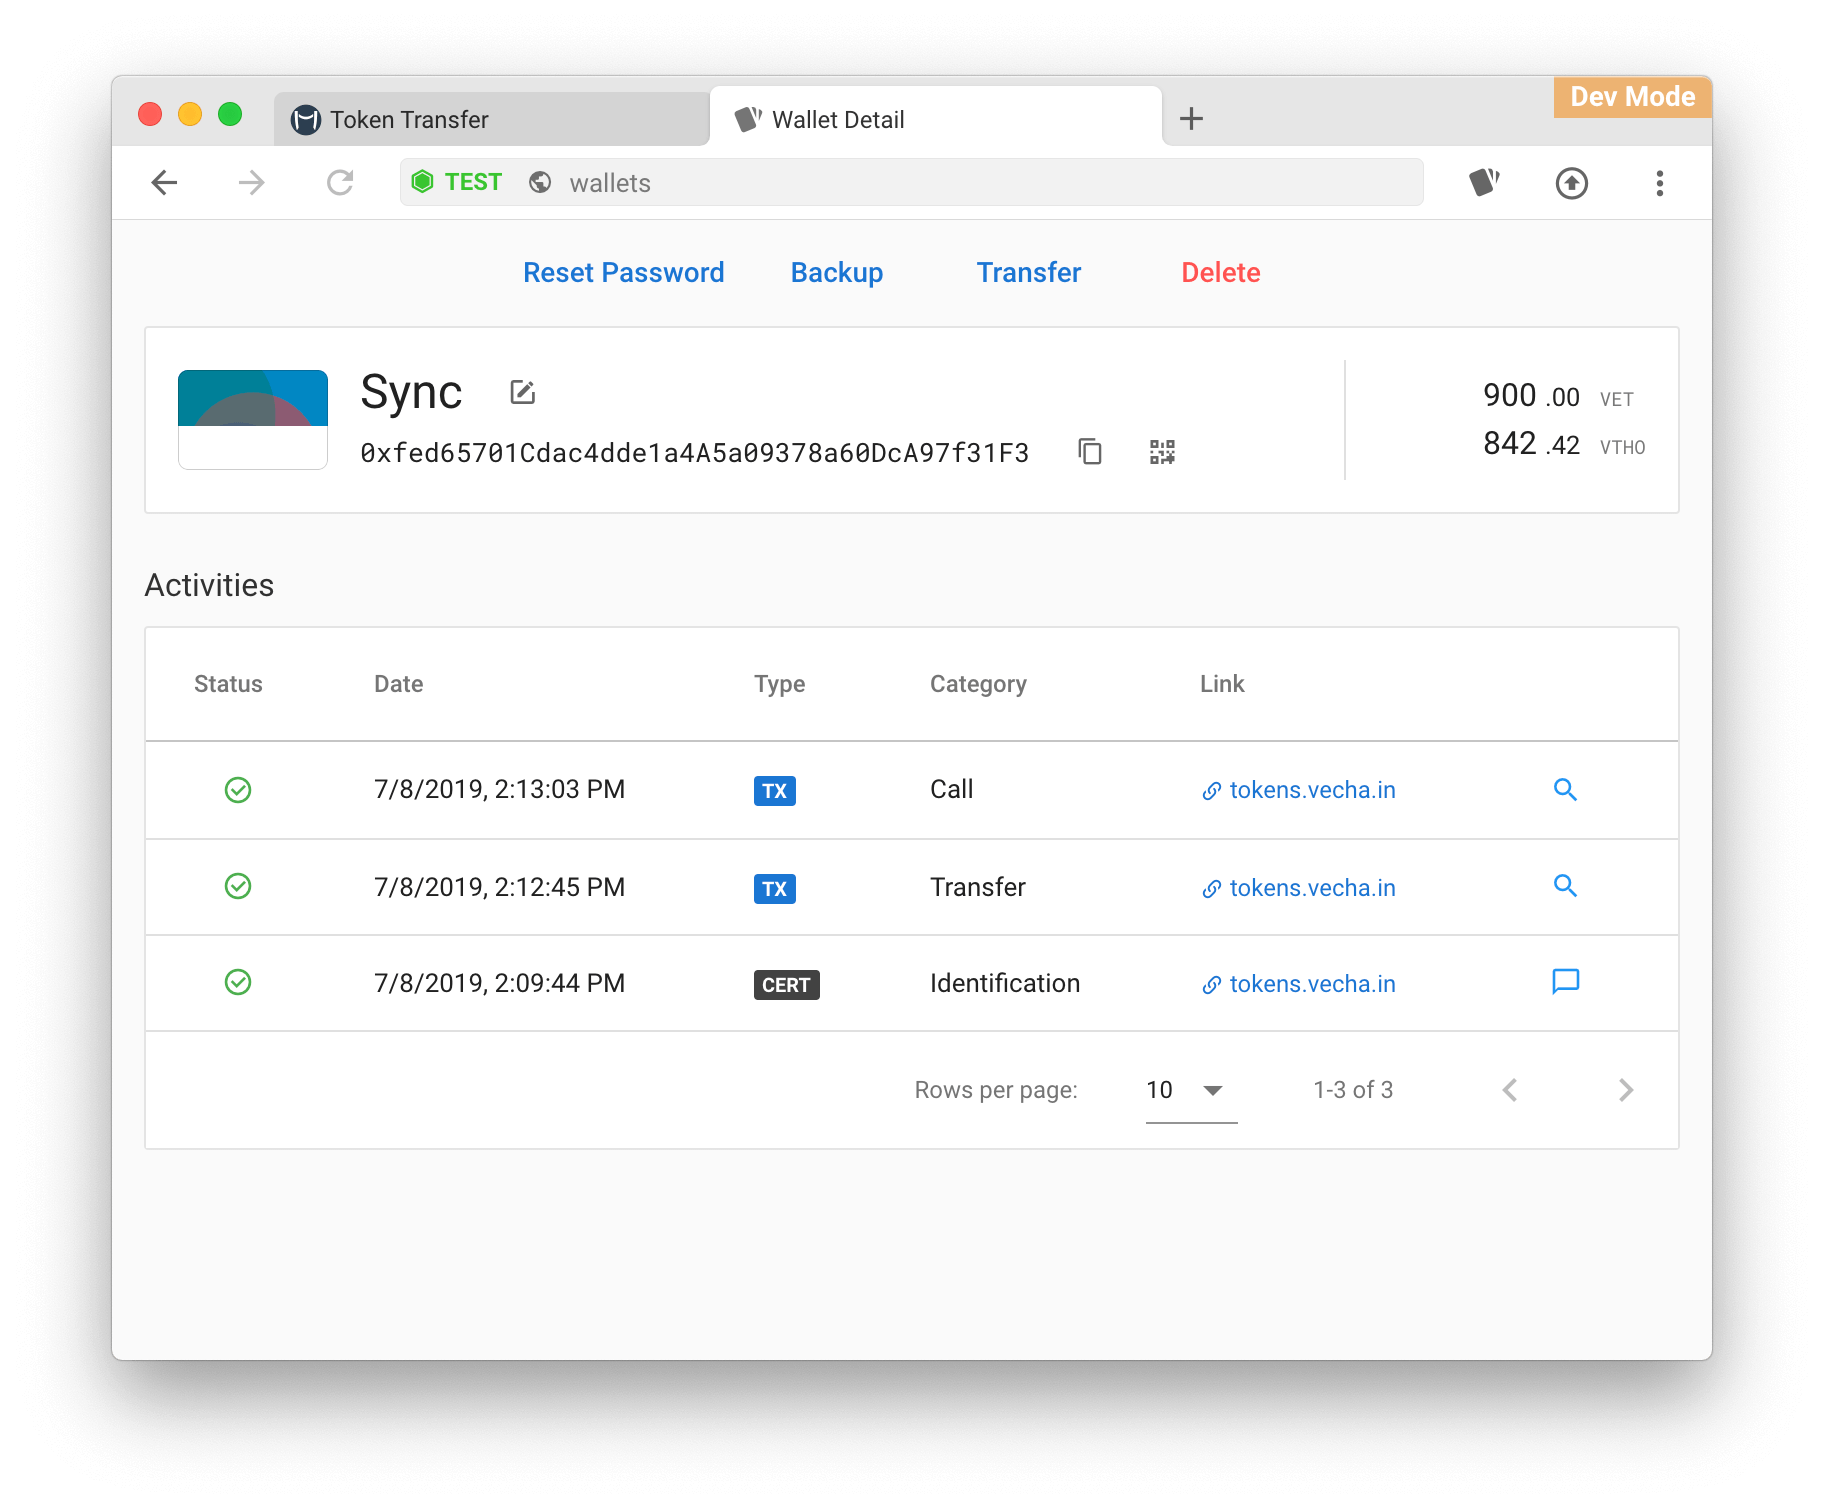 Dev Mode
Token Transfer
Wallet Detail
TEST wallets
Reset Password Backup Transfer Delete
Sync
900 .00 VET
0xfed65701Cdac4dde1a4A5a09378a60DcA97f31F3
842 .42 VTHO
Activities
Status Date Type Category Link
7/8/2019, 2:13:03 PM TX Call tokens.vecha.in
7/8/2019, 2:12:45 PM TX Transfer tokens.vecha.in
7/8/2019, 2:09:44 PM CERT Identification tokens.vecha.in
Rows per page: 10 1-3 of 3